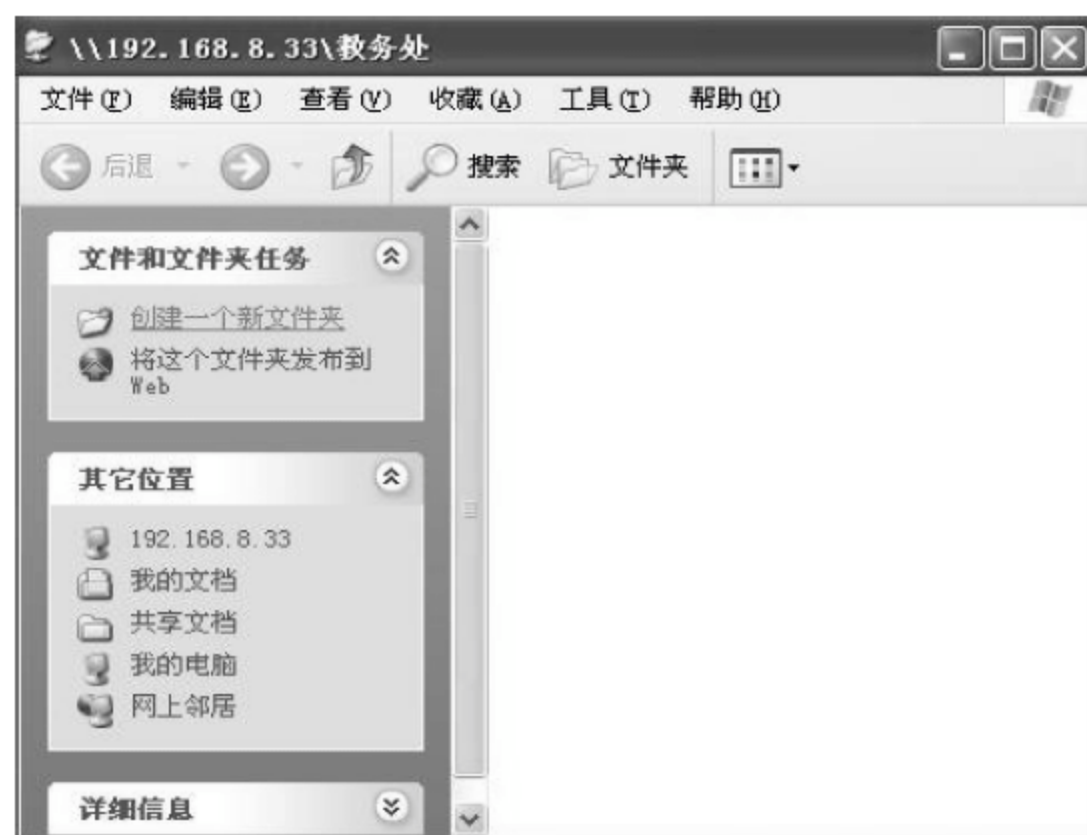 \\192.168.8.33\教务处
文件(F) 编辑(E) 查看(V) 收藏(A) 工具(T) 帮助(H)
后退 搜索 文件夹
文件和文件夹任务
创建一个新文件夹
将这个文件夹发布到
Web
其它位置
192.168.8.33
我的文档
共享文档
我的电脑
网上邻居
详细信息